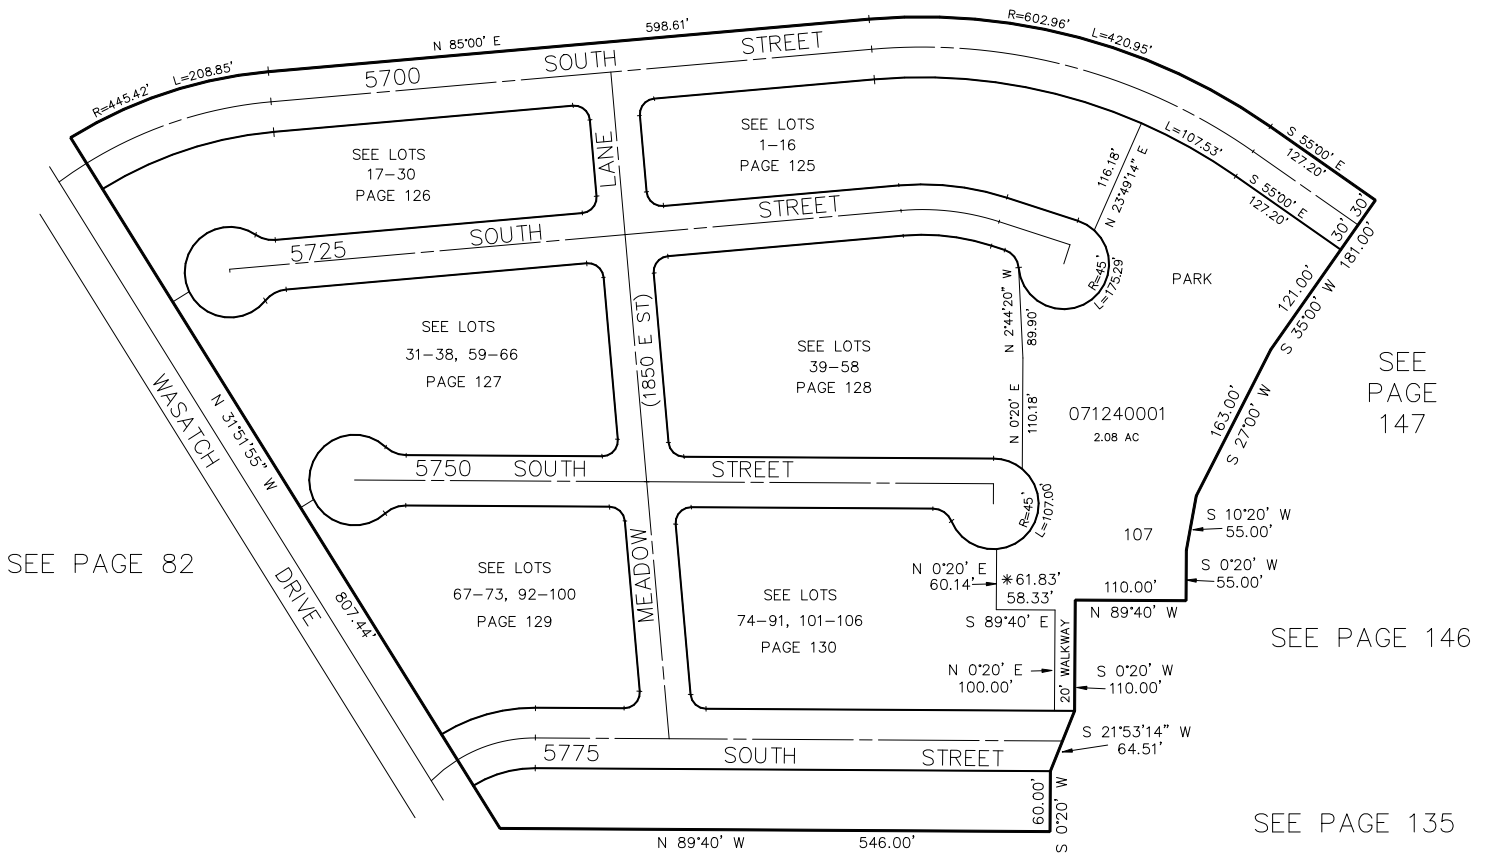 R=445.42'
L=208.85'
N 85°00' E
598.61'
R=602.96'
L=420.95'
5700 SOUTH STREET
S 55°00' E
127.20'
SEE LOTS
17-30
PAGE 126
LANE
SEE LOTS
1-16
PAGE 125
116.18'
N 23°49'14" E
L=107.53'
S 55°00' E
127.20'
30'
30'
181.00'
5725 SOUTH STREET
R=45'
L=175.29'
PARK
121.00'
S 35°00' W
N 2°44'20" W
89.90'
SEE LOTS
31-38, 59-66
PAGE 127
(1850 E ST)
SEE LOTS
39-58
PAGE 128
N 0°20' E
110.18'
071240001
2.08 AC
163.00'
S 27°00' W
SEE
PAGE
147
WASATCH
N 31°51'55" W
5750 SOUTH STREET
R=45'
L=107.00'
107
S 10°20' W
55.00'
SEE PAGE 82
DRIVE
807.44'
SEE LOTS
67-73, 92-100
PAGE 129
MEADOW
SEE LOTS
74-91, 101-106
PAGE 130
N 0°20' E
60.14'
*61.83'
58.33'
S 89°40' E
110.00'
N 89°40' W
S 0°20' W
55.00'
SEE PAGE 146
N 0°20' E
100.00'
20' WALKWAY
S 0°20' W
110.00'
5775 SOUTH STREET
S 21°53'14" W
64.51'
60.00'
S 0°20' W
N 89°40' W
546.00'
SEE PAGE 135